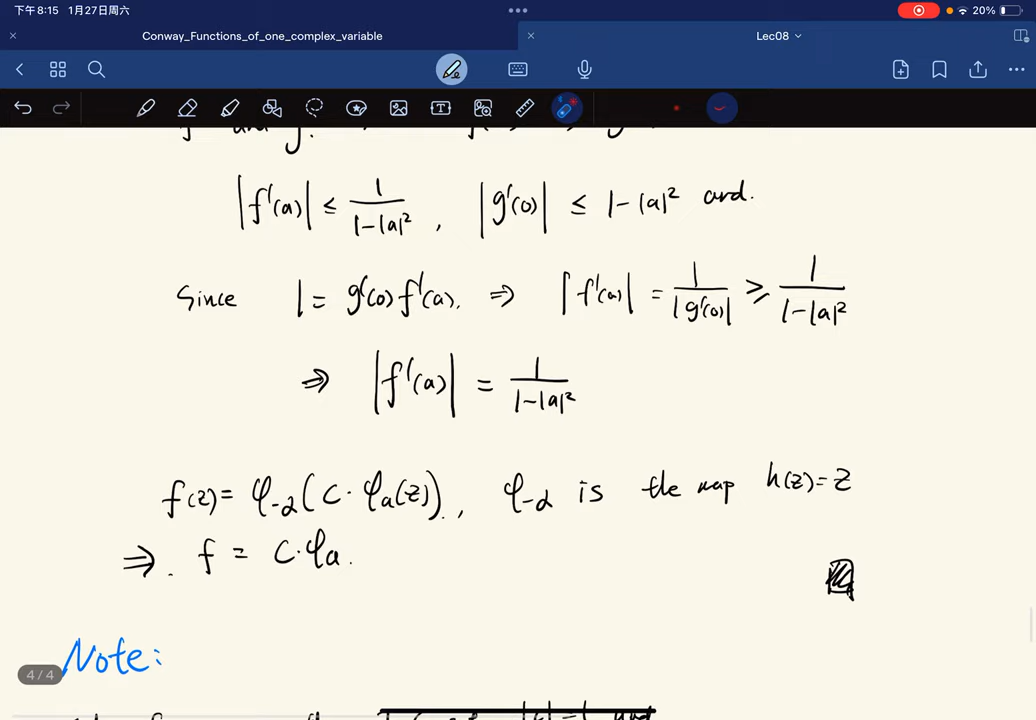 下午8:15 1月27日周六
20%
Conway_Functions_of_one_complex_variable
Lec08
|f'(a)| ≤ 1/(1-|a|²), |g'(0)| ≤ 1-|a|² and.
Since 1 = g'(0)f'(a). ⇒ |f'(a)| = 1/|g'(0)| ≥ 1/(1-|a|²)
⇒ |f'(a)| = 1/(1-|a|²)
f(z) = φ_{-α}(c·φ_a(z))., φ_{-α} is the map h(z)=z
⇒. f = c·φ_a.
Note:
4/4